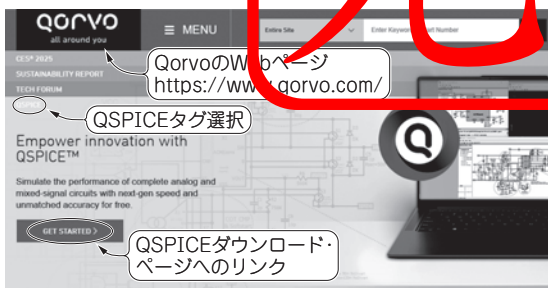 QORVO
all around you
≡ MENU
Entire Site
Enter Keyword
Part Number
CES® 2025
SUSTAINABILITY REPORT
TECH FORUM
QSPICE
QorvoのWebページ
https://www.qorvo.com/
QSPICEタグ選択
Empower innovation with
QSPICE™
Simulate the performance of complete analog and
mixed-signal circuits with next-gen speed and
unmatched accuracy for free.
GET STARTED >
QSPICEダウンロード・
ページへのリンク
Q